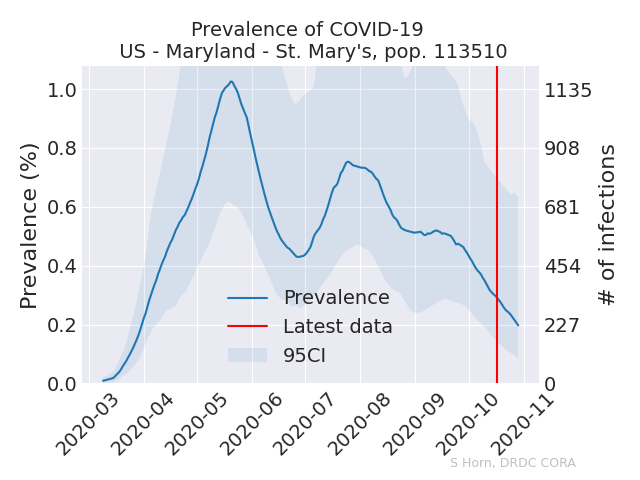 Prevalence of COVID-19
US - Maryland - St. Mary's, pop. 113510
Prevalence (%)
1.0
0.8
0.6
0.4
0.2
0.0
1135
908
681
454
227
0
# of infections
Prevalence
Latest data
95CI
2020-03
2020-04
2020-05
2020-06
2020-07
2020-08
2020-09
2020-10
2020-11
S Horn, DRDC CORA